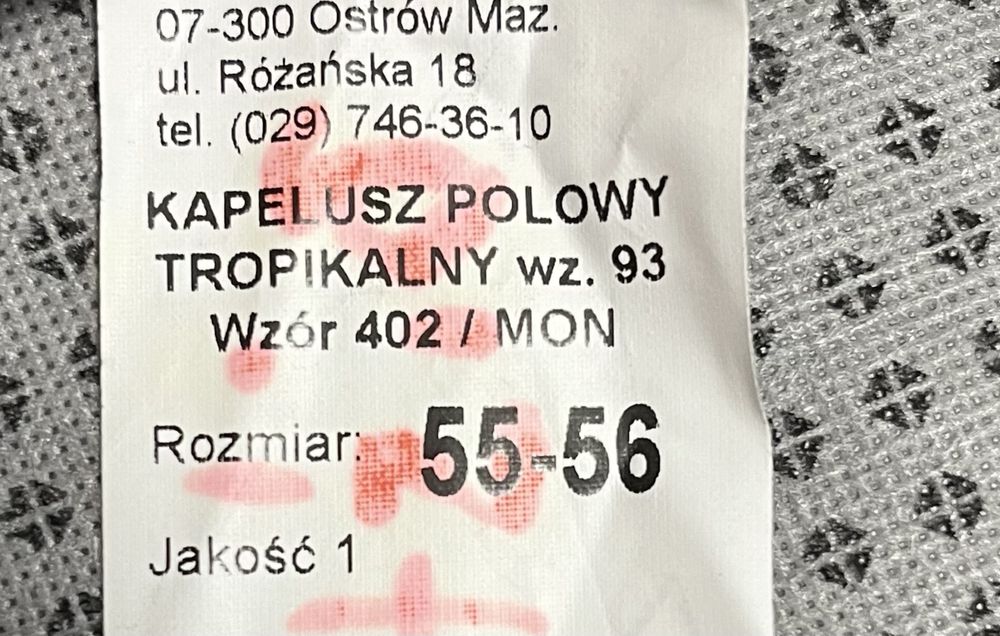 07-300 Ostrów Maz.
ul. Różańska 18
tel. (029) 746-36-10
KAPELUSZ POLOWY
TROPIKALNY wz. 93
Wzór 402 / MON
Rozmiar: 55-56
Jakość 1